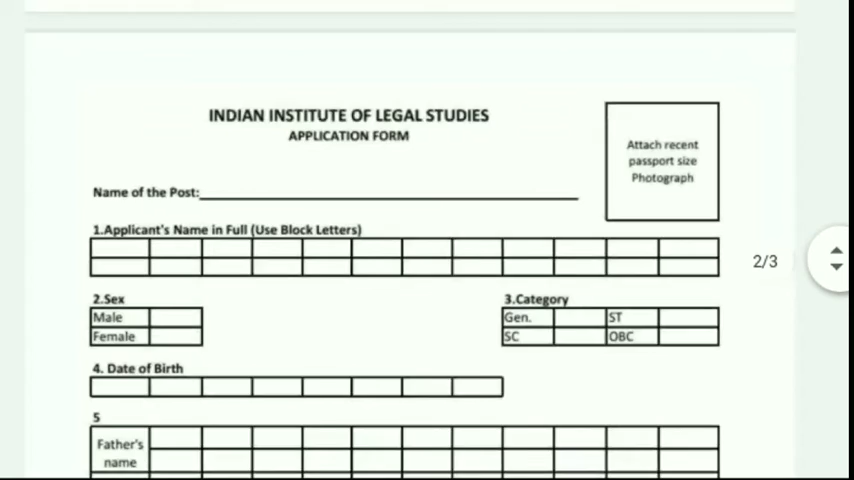 INDIAN INSTITUTE OF LEGAL STUDIES
APPLICATION FORM
Attach recent
passport size
Photograph
Name of the Post:
1.Applicant's Name in Full (Use Block Letters)
2/3
2.Sex
Male
Female
3.Category
Gen. ST
SC OBC
4. Date of Birth
5
Father's
name